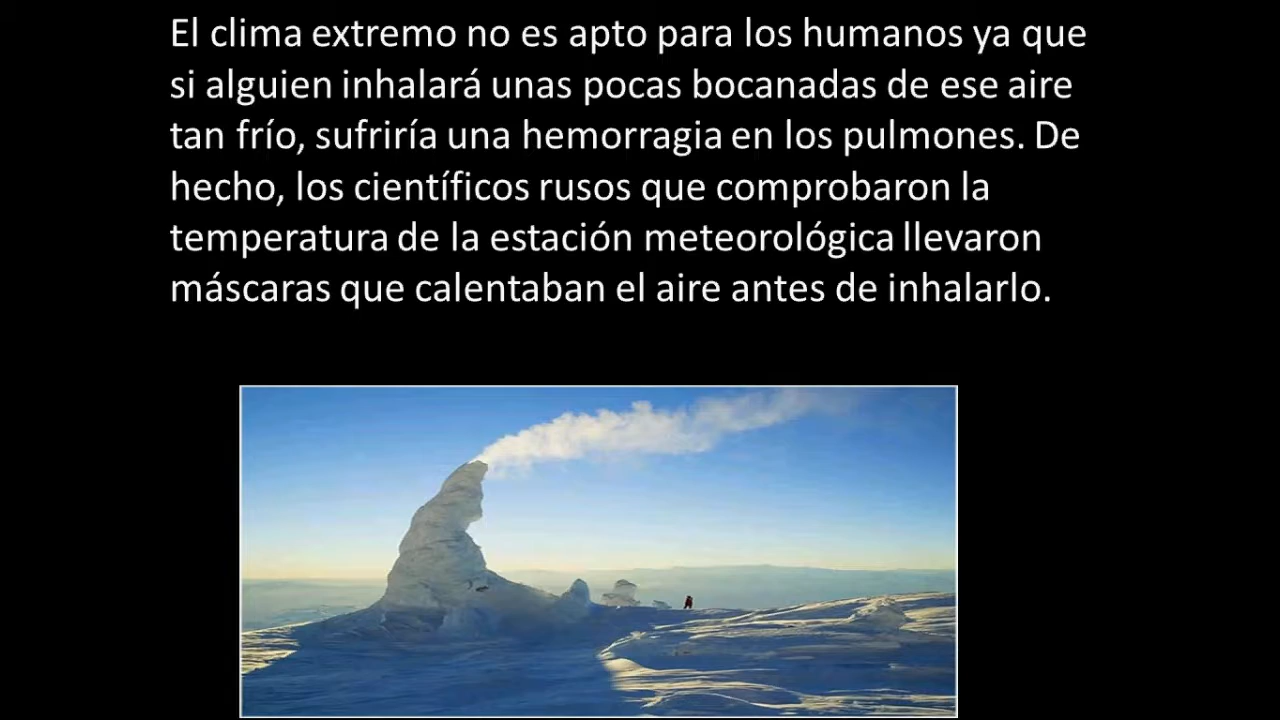 El clima extremo no es apto para los humanos ya que
si alguien inhalará unas pocas bocanadas de ese aire
tan frío, sufriría una hemorragia en los pulmones. De
hecho, los científicos rusos que comprobaron la
temperatura de la estación meteorológica llevaron
máscaras que calentaban el aire antes de inhalarlo.